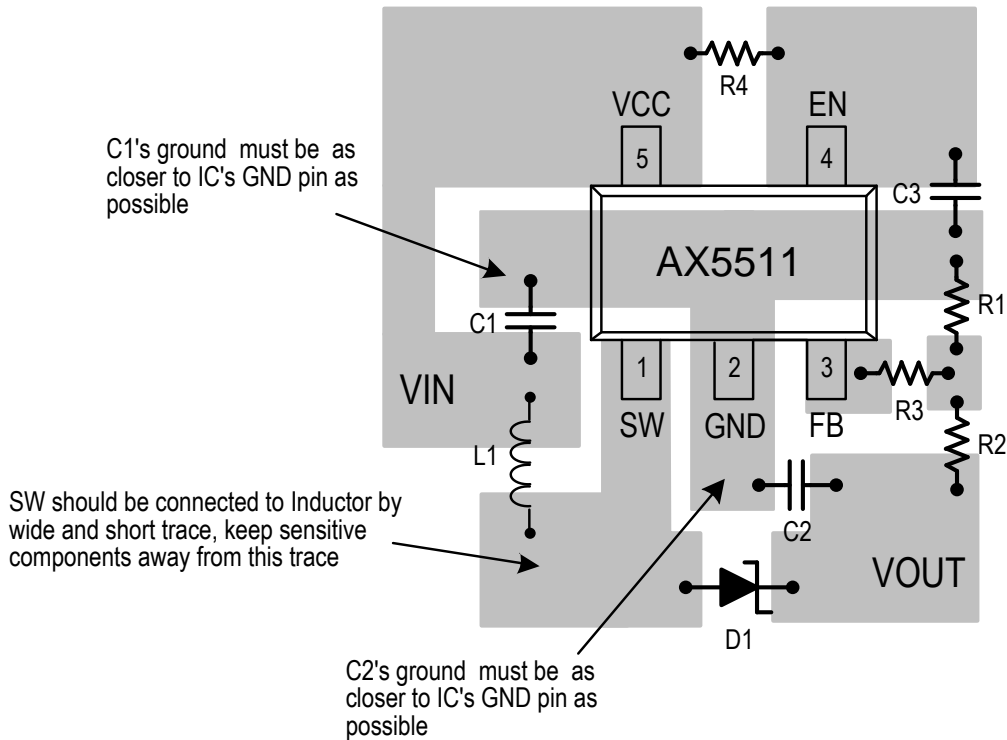 R4
VCC
EN
5
4
C1's ground must be as
closer to IC's GND pin as
possible
C3
AX5511
R1
C1
1
2
3
VIN
R3
SW
GND
FB
R2
L1
SW should be connected to Inductor by
wide and short trace, keep sensitive
components away from this trace
C2
VOUT
D1
C2's ground must be as
closer to IC's GND pin as
possible